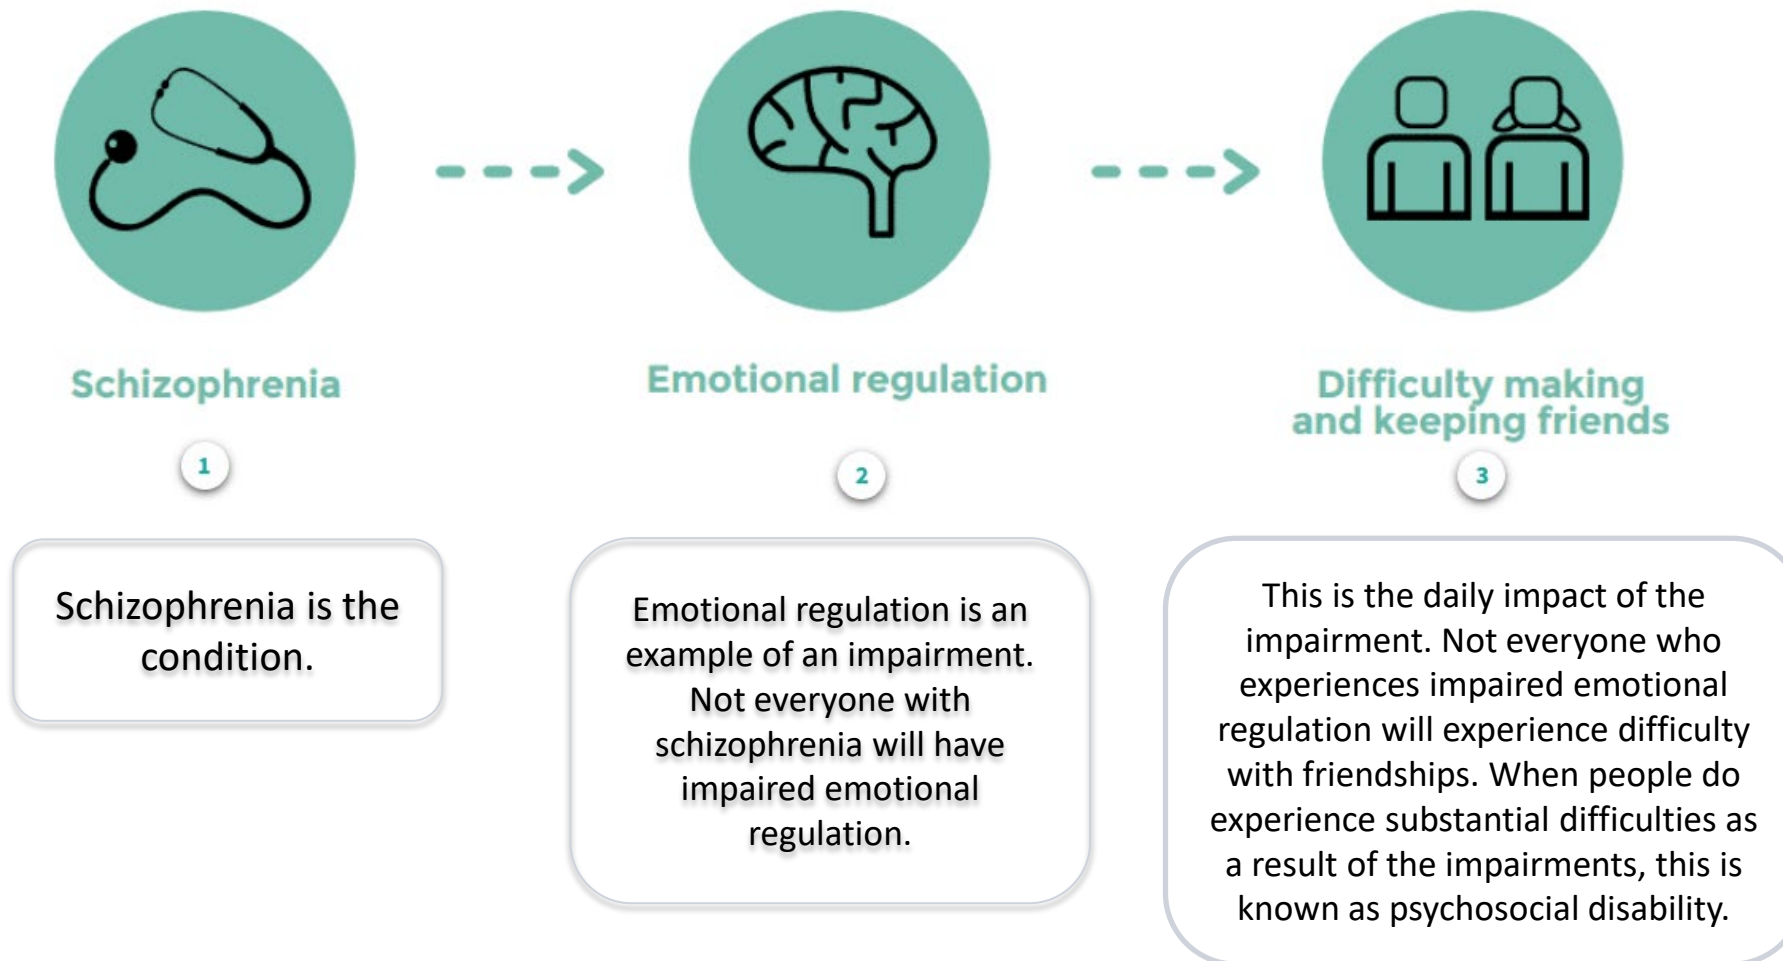 Schizophrenia
1
Schizophrenia is the
condition.
Emotional regulation
2
Emotional regulation is an
example of an impairment.
Not everyone with
schizophrenia will have
impaired emotional
regulation.
Difficulty making
and keeping friends
3
This is the daily impact of the
impairment. Not everyone who
experiences impaired emotional
regulation will experience difficulty
with friendships. When people do
experience substantial difficulties as
a result of the impairments, this is
known as psychosocial disability.